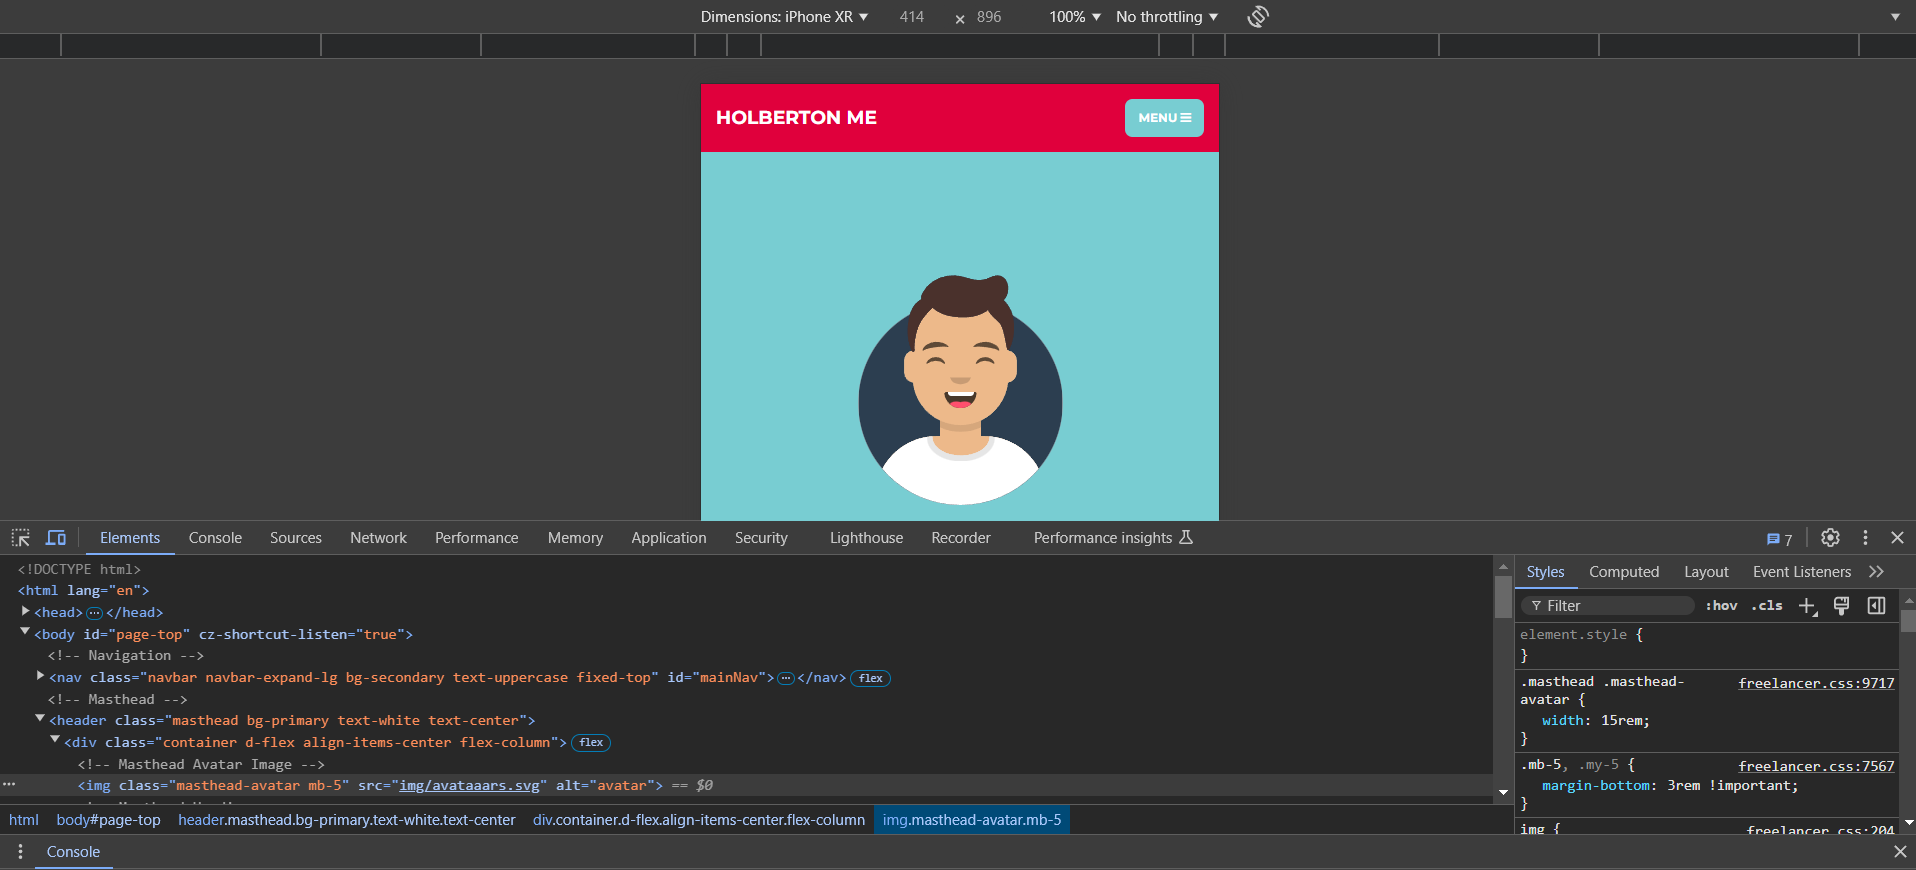 Dimensions: iPhone XR ▼ 414 × 896 100% ▼ No throttling ▼
HOLBERTON ME
MENU
Elements Console Sources Network Performance Memory Application Security Lighthouse Recorder Performance insights 7
<!DOCTYPE html>
<html lang="en">
<head>…</head>
<body id="page-top" cz-shortcut-listen="true">
<!-- Navigation -->
<nav class="navbar navbar-expand-lg bg-secondary text-uppercase fixed-top" id="mainNav">…</nav> flex
<!-- Masthead -->
<header class="masthead bg-primary text-white text-center">
<div class="container d-flex align-items-center flex-column"> flex
<!-- Masthead Avatar Image -->
… <img class="masthead-avatar mb-5" src="img/avataaars.svg" alt="avatar"> == $0
html body#page-top header.masthead.bg-primary.text-white.text-center div.container.d-flex.align-items-center.flex-column img.masthead-avatar.mb-5
Styles Computed Layout Event Listeners
Filter :hov .cls
element.style {
}
.masthead .masthead- freelancer.css:9717
avatar {
width: 15rem;
}
.mb-5, .my-5 { freelancer.css:7567
margin-bottom: 3rem !important;
}
img { freelancer.css:204
Console